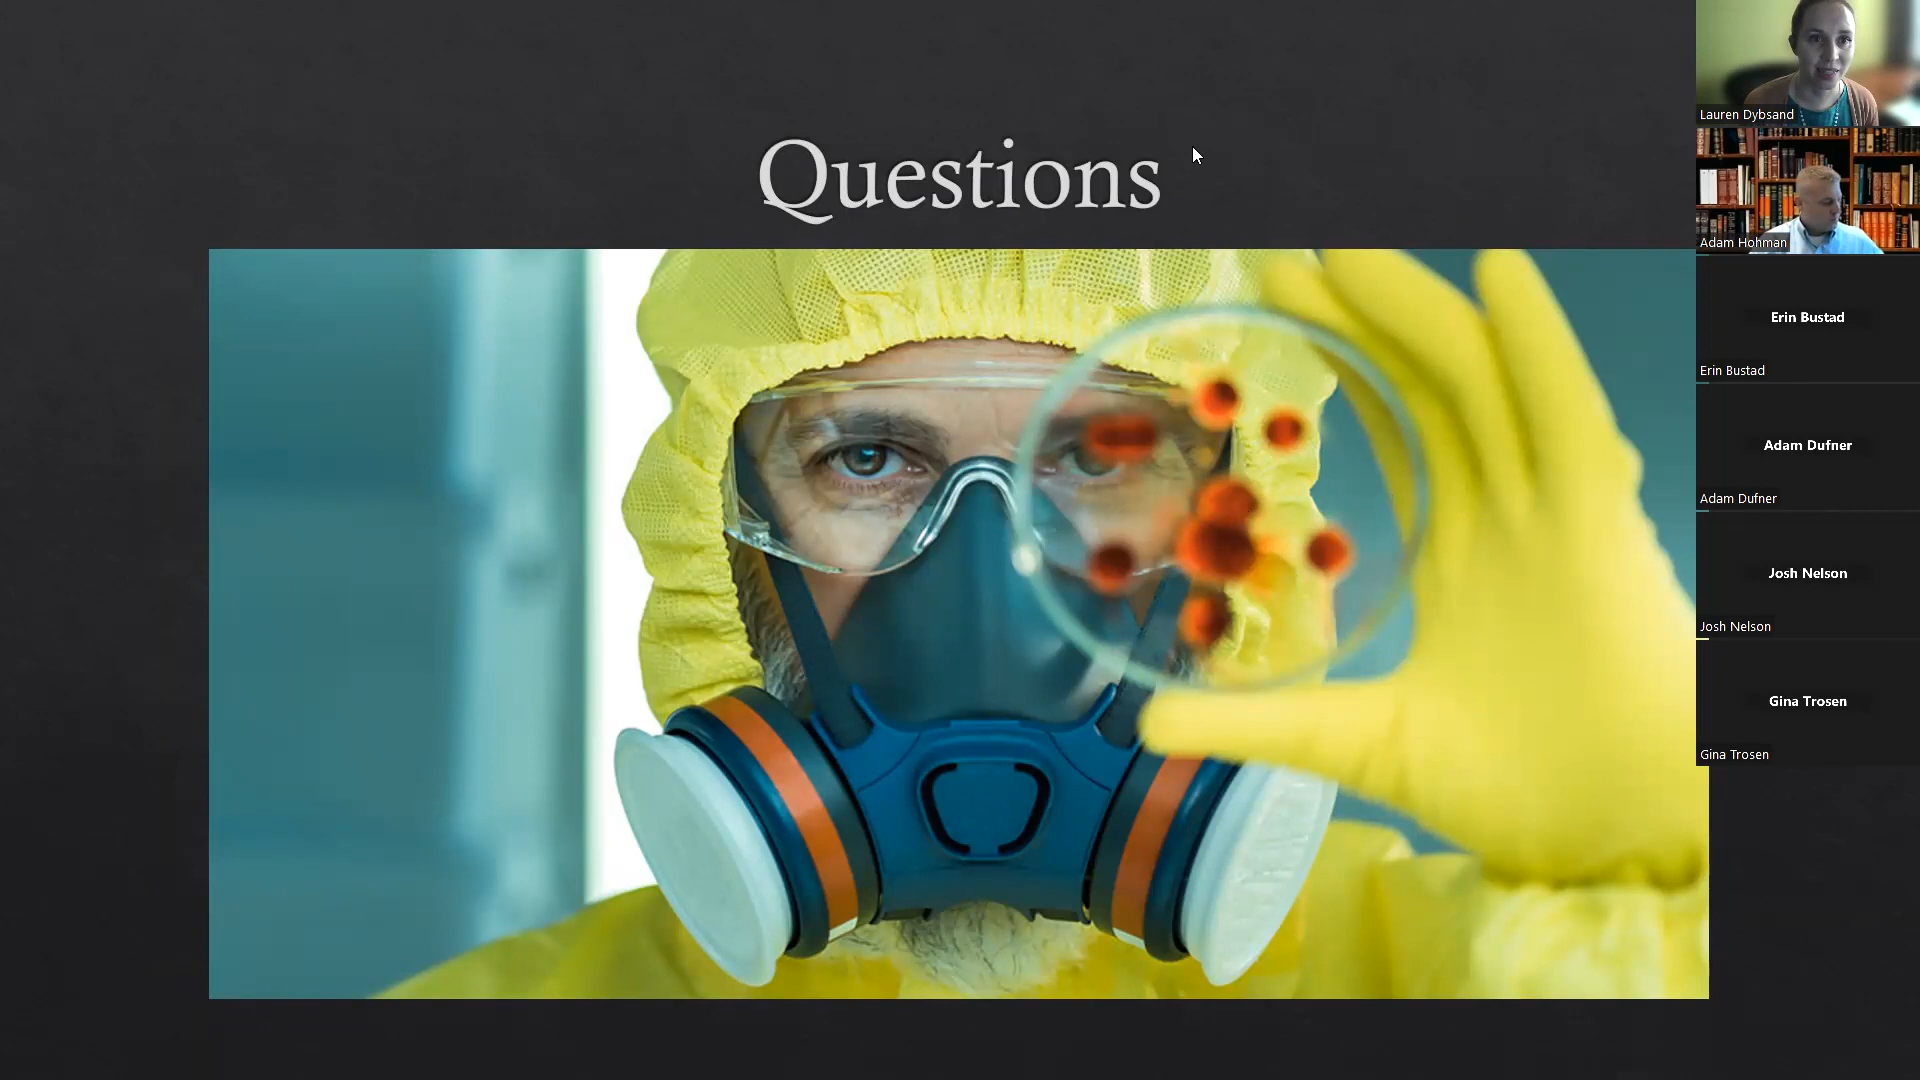 Questions
Lauren Dybsand
Adam Hohman
Erin Bustad
Erin Bustad
Adam Dufner
Adam Dufner
Josh Nelson
Josh Nelson
Gina Trosen
Gina Trosen